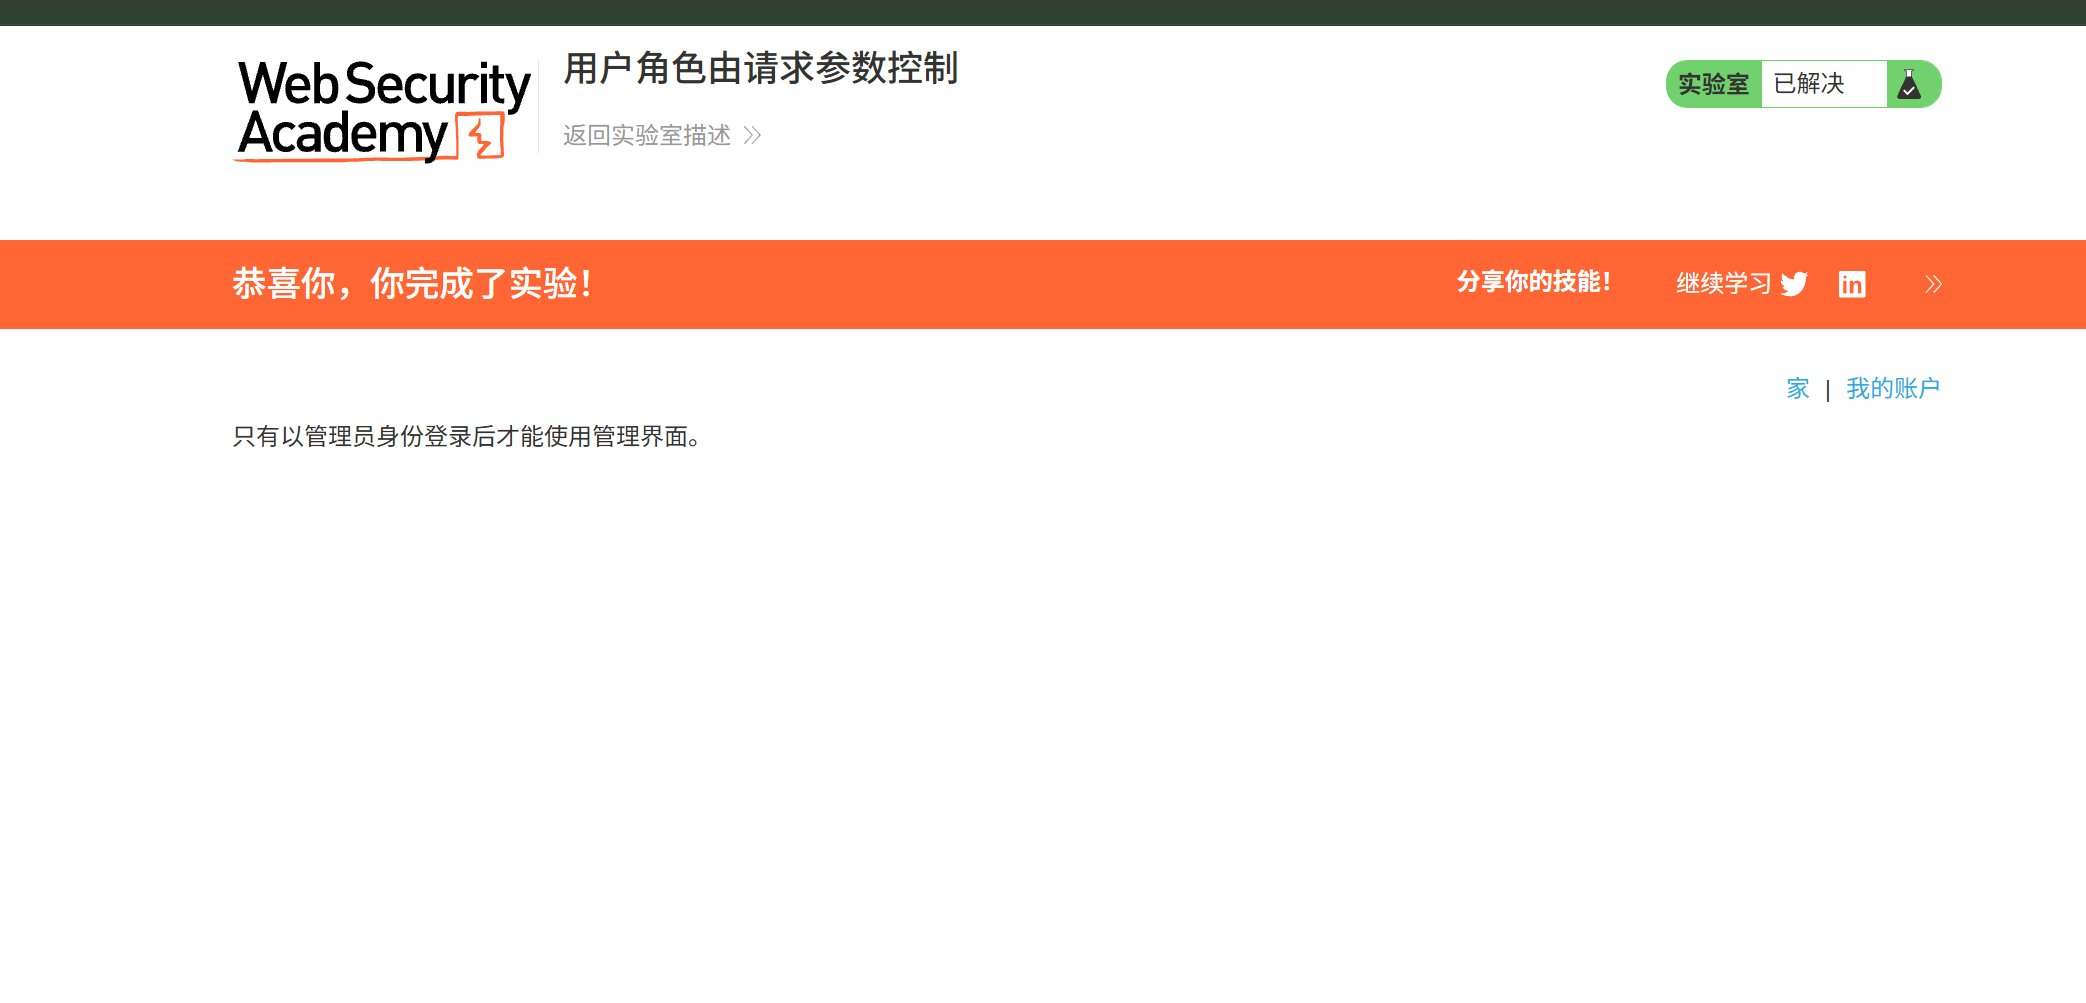 Web Security
Academy
用户角色由请求参数控制
返回实验室描述
实验室 已解决
恭喜你，你完成了实验！
分享你的技能！ 继续学习
家 | 我的账户
只有以管理员身份登录后才能使用管理界面。